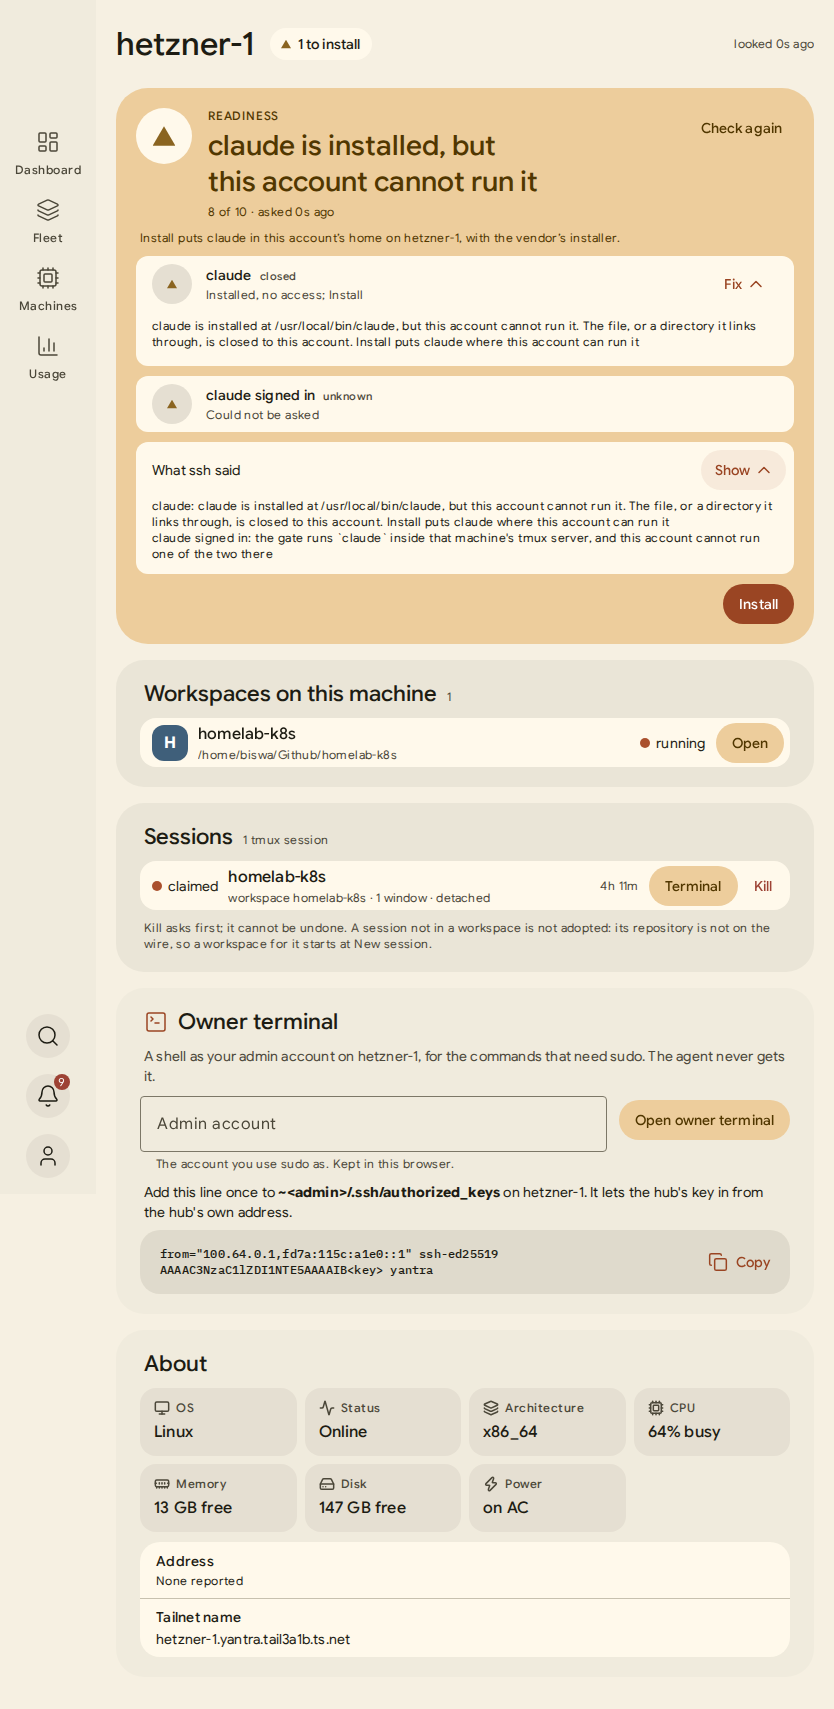 hetzner-1
1 to install
looked 0s ago
Dashboard
Fleet
Machines
Usage
9
READINESS
claude is installed, but
this account cannot run it
8 of 10 · asked 0s ago
Check again
Install puts claude in this account's home on hetzner-1, with the vendor's installer.
claude closed
Installed, no access; Install
Fix
claude is installed at /usr/local/bin/claude, but this account cannot run it. The file, or a directory it links
through, is closed to this account. Install puts claude where this account can run it
claude signed in unknown
Could not be asked
What ssh said
Show
claude: claude is installed at /usr/local/bin/claude, but this account cannot run it. The file, or a directory it
links through, is closed to this account. Install puts claude where this account can run it
claude signed in: the gate runs `claude` inside that machine's tmux server, and this account cannot run
one of the two there
Install
Workspaces on this machine 1
H
homelab-k8s
/home/biswa/Github/homelab-k8s
running
Open
Sessions 1 tmux session
claimed
homelab-k8s
workspace homelab-k8s · 1 window · detached
4h 11m
Terminal
Kill
Kill asks first; it cannot be undone. A session not in a workspace is not adopted: its repository is not on the
wire, so a workspace for it starts at New session.
Owner terminal
A shell as your admin account on hetzner-1, for the commands that need sudo. The agent never gets
it.
Admin account
Open owner terminal
The account you use sudo as. Kept in this browser.
Add this line once to ~<admin>/.ssh/authorized_keys on hetzner-1. It lets the hub's key in from
the hub's own address.
from="100.64.0.1,fd7a:115c:a1e0::1" ssh-ed25519
AAAAC3NzaC1lZDI1NTE5AAAAIB<key> yantra
Copy
About
OS
Linux
Status
Online
Architecture
x86_64
CPU
64% busy
Memory
13 GB free
Disk
147 GB free
Power
on AC
Address
None reported
Tailnet name
hetzner-1.yantra.tail3a1b.ts.net